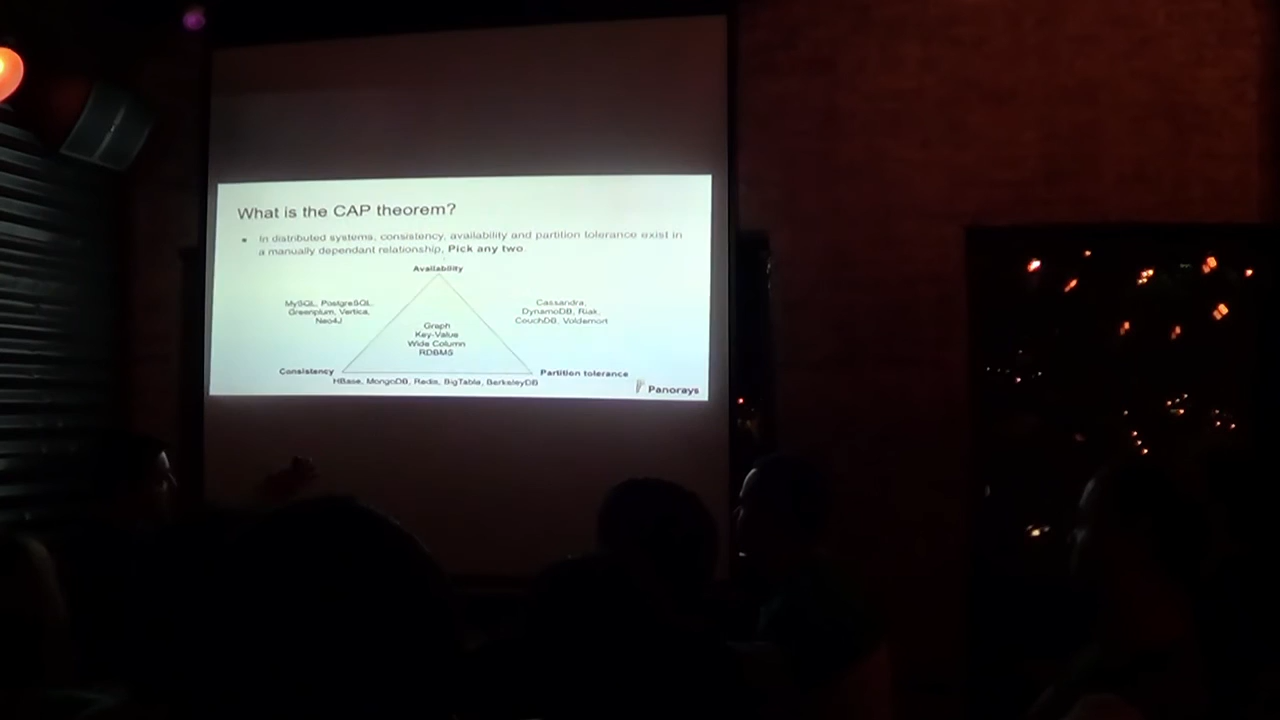 What is the CAP theorem?
In distributed systems, consistency, availability and partition tolerance exist in
a manually dependant relationship, Pick any two.
Availability
MySQL, PostgreSQL,
Greenplum, Vertica,
Neo4J
Cassandra,
DynamoDB, Riak,
CouchDB, Voldemort
Graph
Key-Value
Wide Column
RDBMS
Consistency
Partition tolerance
HBase, MongoDB, Redis, BigTable, BerkeleyDB
Panorays